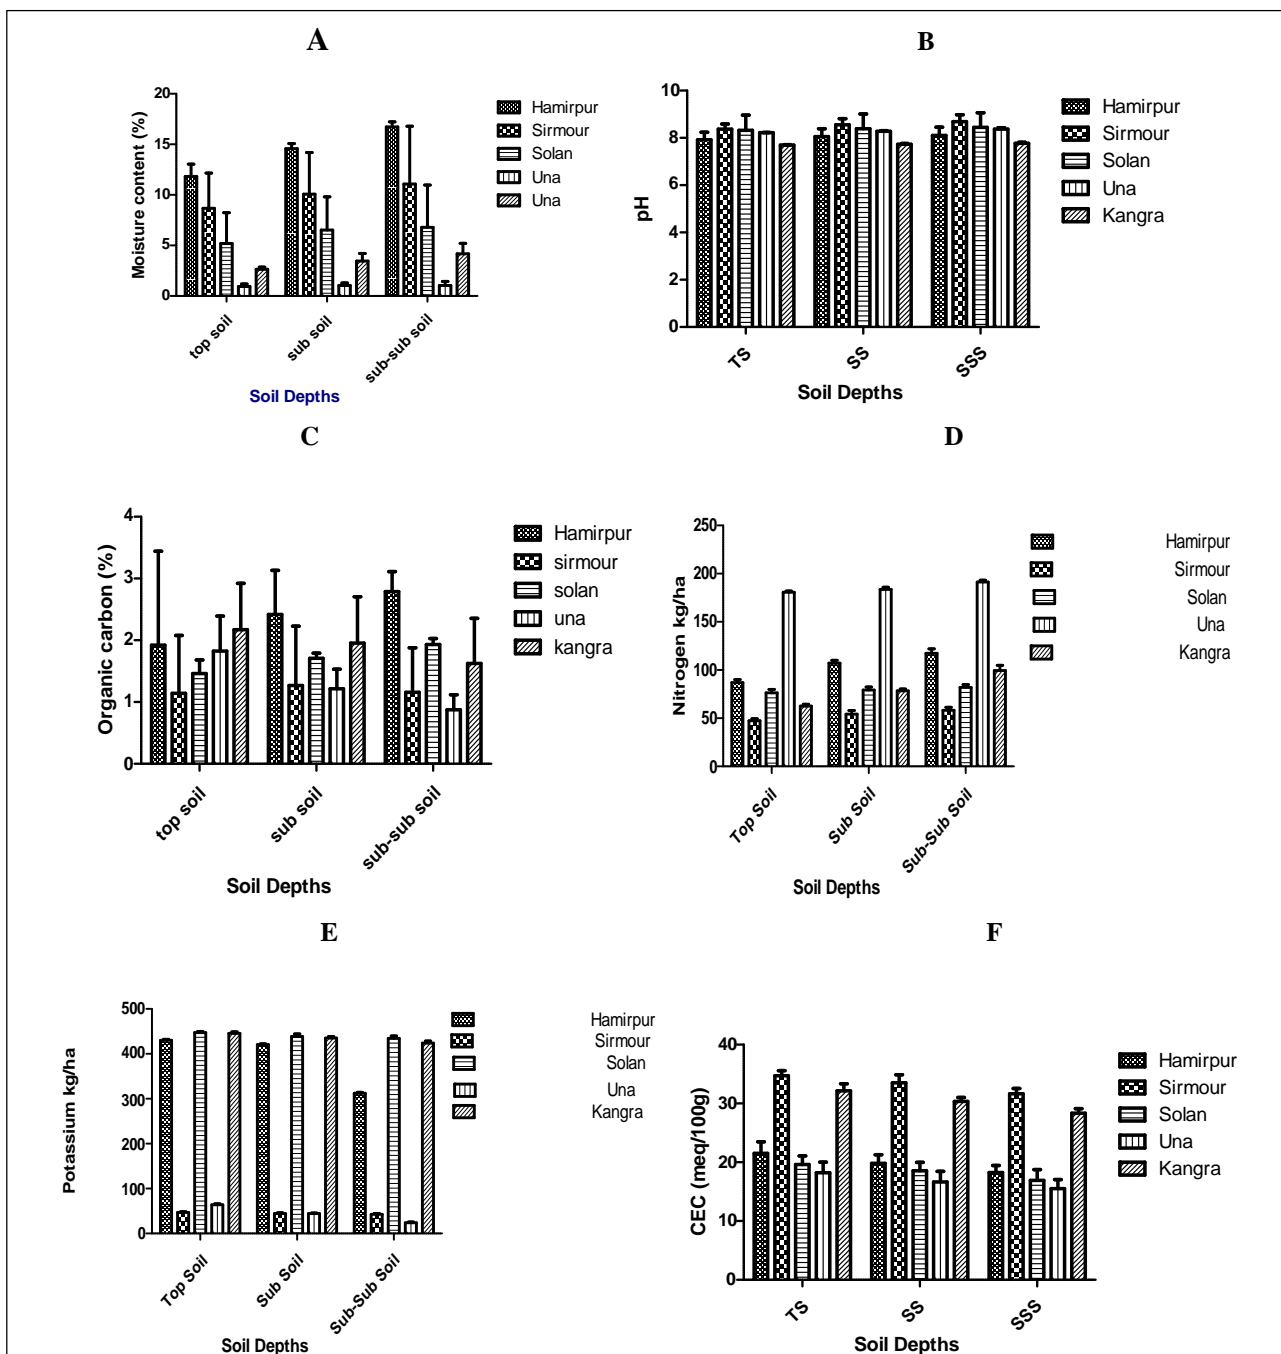 A
Moisture content (%)
20
15
10
5
0
top soil
sub soil
sub-sub soil
Soil Depths
Hamirpur
Sirmour
Solan
Una
Una
B
pH
10
8
6
4
2
0
TS
SS
SSS
Soil Depths
Hamirpur
Sirmour
Solan
Una
Kangra
C
Organic carbon (%)
4
3
2
1
0
top soil
sub soil
sub-sub soil
Soil Depths
Hamirpur
sirmour
solan
una
kangra
D
Nitrogen kg/ha
250
200
150
100
50
0
Top Soil
Sub Soil
Sub-Sub Soil
Soil Depths
Hamirpur
Sirmour
Solan
Una
Kangra
E
Potassium kg/ha
500
400
300
200
100
0
Top Soil
Sub Soil
Sub-Sub Soil
Soil Depths
Hamirpur
Sirmour
Solan
Una
Kangra
F
CEC (meq/100g)
40
30
20
10
0
TS
SS
SSS
Soil Depths
Hamirpur
Sirmour
Solan
Una
Kangra